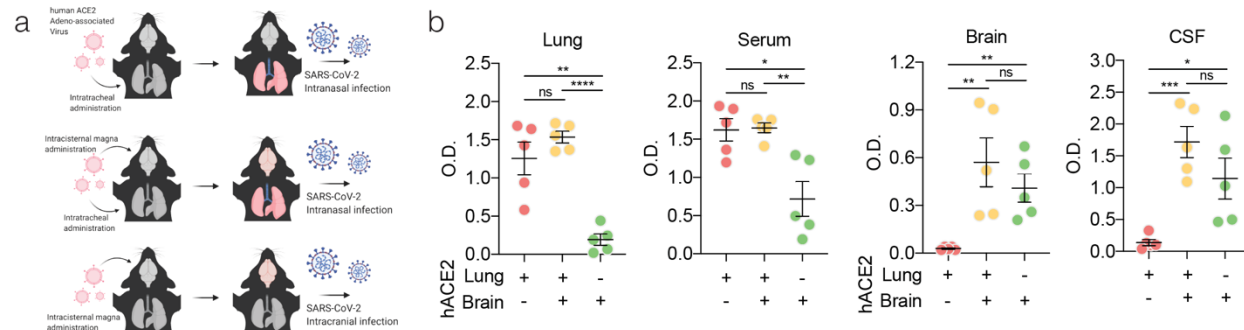 a
human ACE2
Adeno-associated
Virus
Intratracheal
administration
SARS-CoV-2
Intranasal infection
Intracisternal magna
administration
Intratracheal
administration
SARS-CoV-2
Intranasal infection
Intracisternal magna
administration
SARS-CoV-2
Intracranial infection
b
Lung
**
ns ****
O.D.
2.0
1.5
1.0
0.5
0.0
hACE2
Lung + + -
Brain - + +
Serum
*
ns **
O.D.
2.0
1.5
1.0
0.5
0.0
+ + -
- + +
Brain
**
** ns
O.D.
1.2
0.9
0.6
0.3
0.0
hACE2
Lung + + -
Brain - + +
CSF
*
*** ns
O.D.
3.0
2.5
2.0
1.5
1.0
0.5
0.0
+ + -
- + +